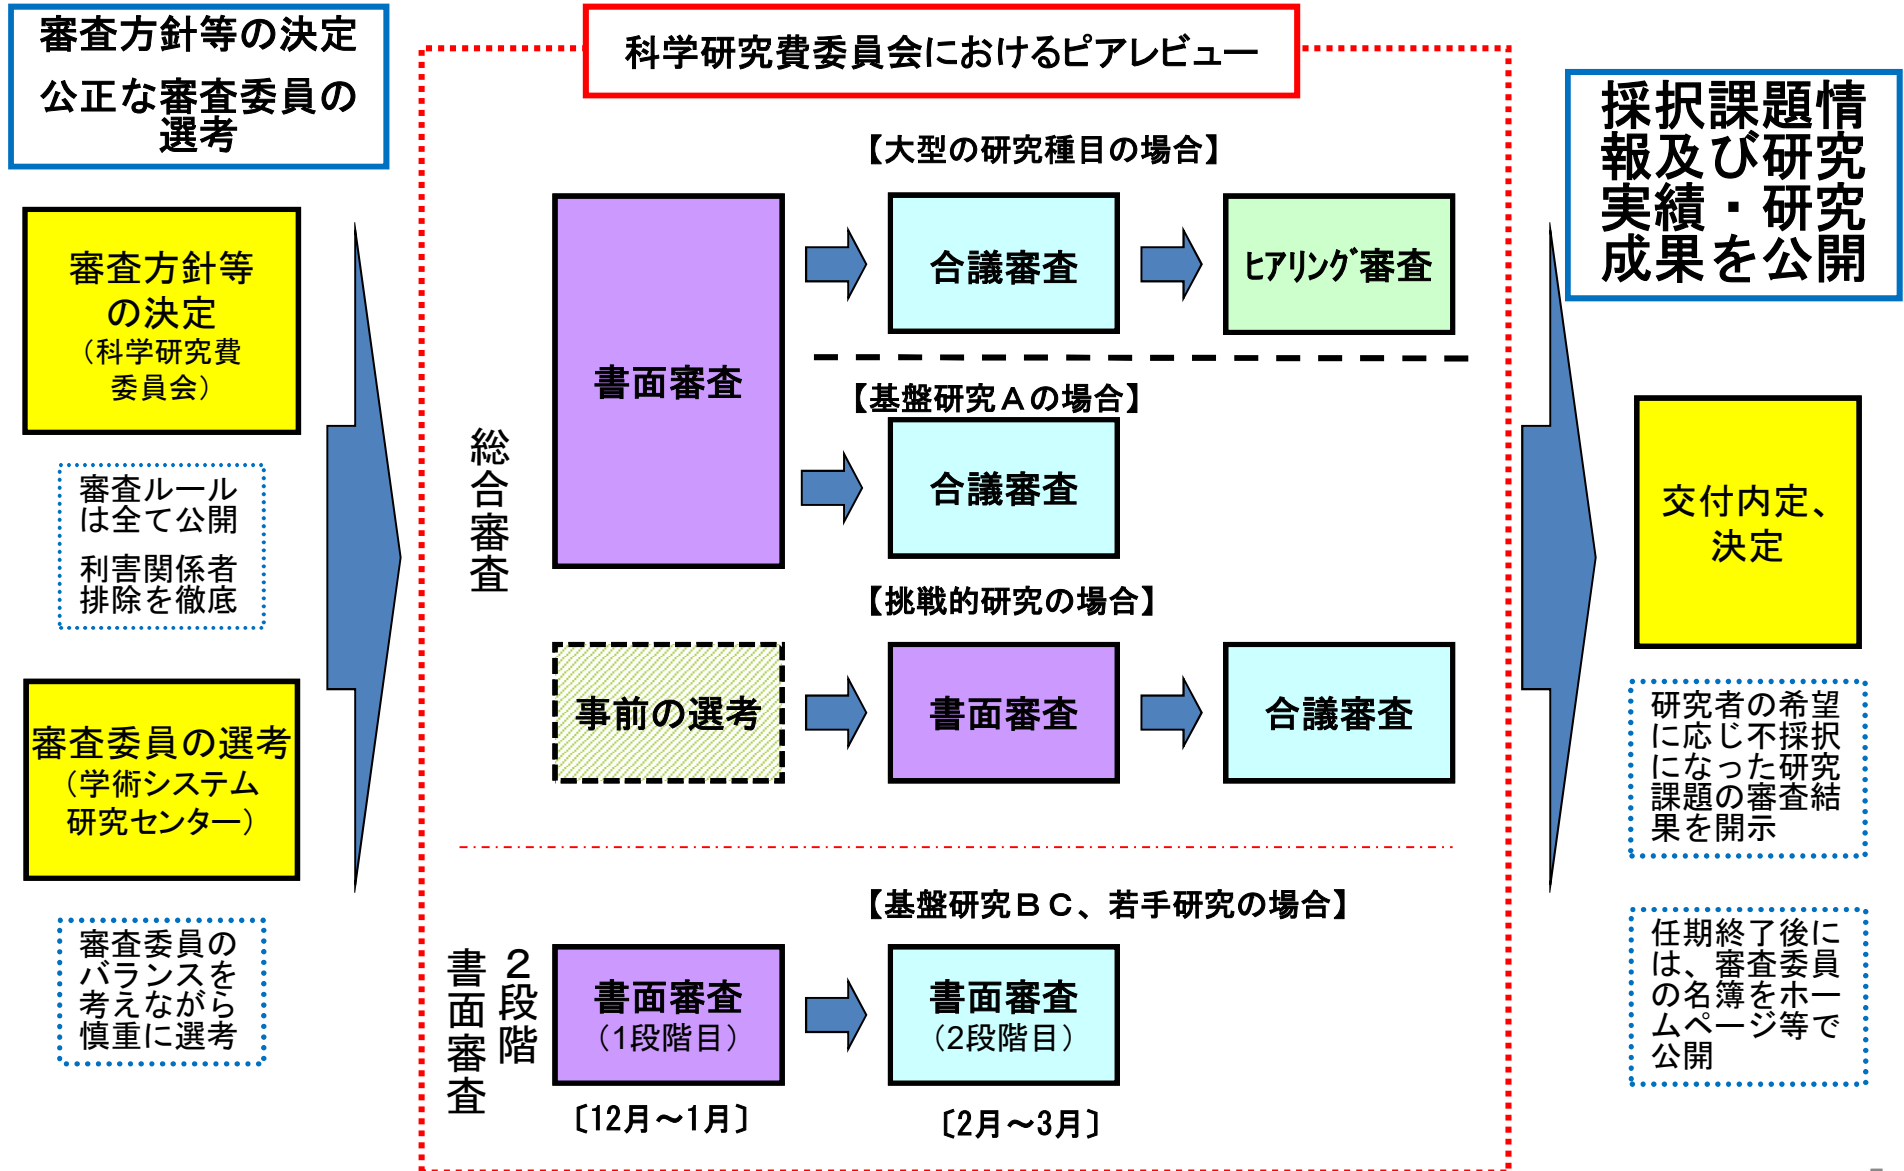 審査方針等の決定
公正な審査委員の
選考
審査方針等
の決定
（科学研究費
委員会）
審査ルール
は全て公開
利害関係者
排除を徹底
審査委員の選考
（学術システム
研究センター）
審査委員の
バランスを
考えながら
慎重に選考
科学研究費委員会におけるピアレビュー
総合審査
【大型の研究種目の場合】
書面審査
合議審査
ﾋｱﾘﾝｸﾞ審査
【基盤研究Ａの場合】
合議審査
【挑戦的研究の場合】
事前の選考
書面審査
合議審査
２段階
書面審査
【基盤研究ＢＣ、若手研究の場合】
書面審査
（1段階目）
書面審査
（2段階目）
〔12月～1月〕
〔2月～3月〕
採択課題情
報及び研究
実績・研究
成果を公開
交付内定、
決定
研究者の希望
に応じ不採択
になった研究
課題の審査結
果を開示
任期終了後に
は、審査委員
の名簿をホー
ムページ等で
公開